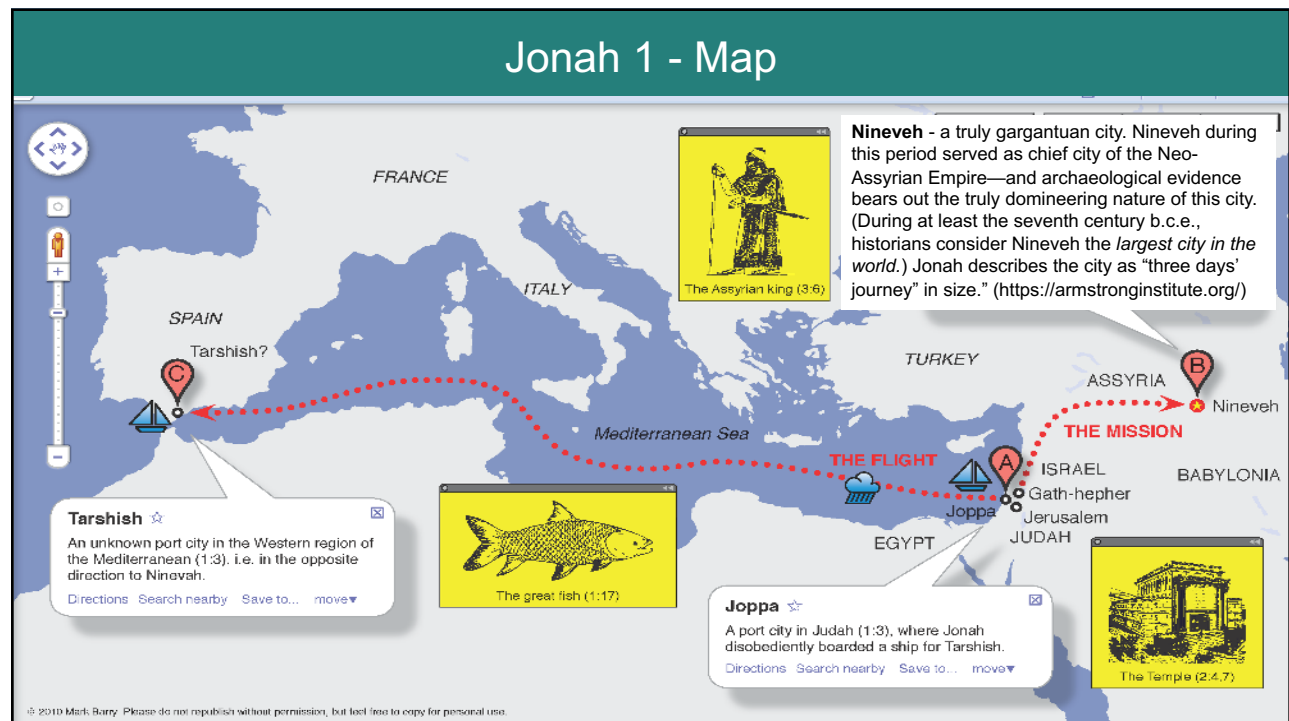 Jonah 1 - Map
Nineveh - a truly gargantuan city. Nineveh during
this period served as chief city of the Neo-
Assyrian Empire—and archaeological evidence
bears out the truly domineering nature of this city.
(During at least the seventh century b.c.e.,
historians consider Nineveh the largest city in the
world.) Jonah describes the city as “three days’
journey” in size.” (https://armstronginstitute.org/)
The Assyrian king (3:6)
FRANCE
ITALY
SPAIN
Tarshish?
C
TURKEY
ASSYRIA
B
Nineveh
THE MISSION
Mediterranean Sea
THE FLIGHT
A
ISRAEL
Gath-hepher
BABYLONIA
Joppa
Jerusalem
JUDAH
EGYPT
Tarshish
An unknown port city in the Western region of
the Mediterranean (1:3). i.e. in the opposite
direction to Ninevah.
Directions Search nearby Save to... move
The great fish (1:17)
Joppa
A port city in Judah (1:3), where Jonah
disobediently boarded a ship for Tarshish.
Directions Search nearby Save to... move
The Temple (2:4,7)
© 2010 Mark Barry. Please do not republish without permission, but feel free to copy for personal use.